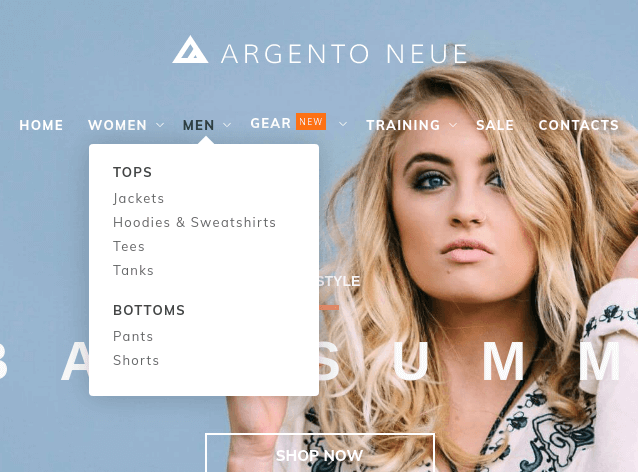 ARGENTO NEUE
HOME WOMEN MEN GEAR NEW TRAINING SALE CONTACTS
TOPS
Jackets
Hoodies & Sweatshirts
Tees
Tanks
BOTTOMS
Pants
Shorts
STYLE
B A S U M M
SHOP NOW